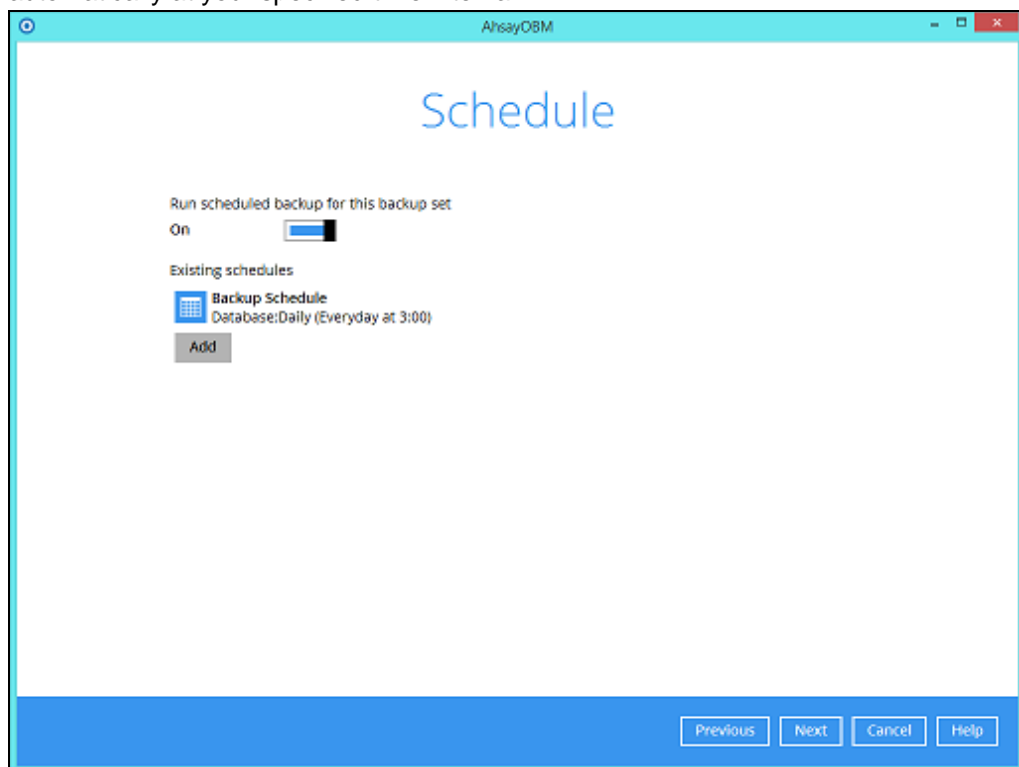 AhsayOBM
Schedule
Run scheduled backup for this backup set
On
Existing schedules
Backup Schedule
Database:Daily (Everyday at 3:00)
Add
Previous Next Cancel Help